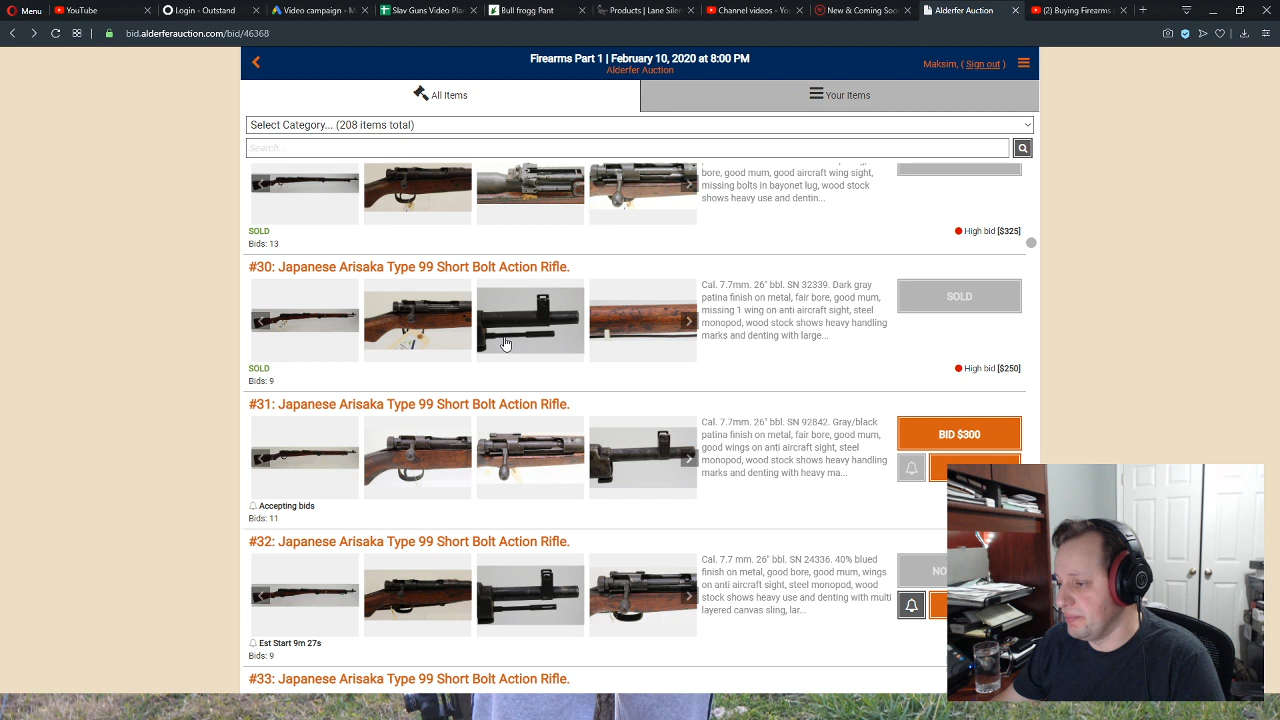 Menu
YouTube
Outstand
Login - Outstand
Video campaign - M
Slav Guns Video Plan
Bull frogg Pant
Products | Lane Silen
Channel videos - You
New & Coming Soo
Alderfer Auction
(2) Buying Firearms
bid.alderferauction.com/bid/46368
Firearms Part 1 | February 10, 2020 at 8:00 PM
Alderfer Auction
Maksim, ( Sign out )
All Items
Your Items
Select Category... (208 items total)
Search...
bore, good mum, good aircraft wing sight,
missing bolts in bayonet lug, wood stock
shows heavy use and dentin...
SOLD
Bids: 13
High bid [$325]
#30: Japanese Arisaka Type 99 Short Bolt Action Rifle.
Cal. 7.7mm. 26" bbl. SN 32339. Dark gray
patina finish on metal, fair bore, good mum,
missing 1 wing on anti aircraft sight, steel
monopod, wood stock shows heavy handling
marks and denting with large...
SOLD
SOLD
Bids: 9
High bid [$250]
#31: Japanese Arisaka Type 99 Short Bolt Action Rifle.
Cal. 7.7mm. 26" bbl. SN 92842. Gray/black
patina finish on metal, fair bore, good mum,
good wings on anti aircraft sight, steel
monopod, wood stock shows heavy handling
marks and denting with heavy ma...
BID $300
Accepting bids
Bids: 11
#32: Japanese Arisaka Type 99 Short Bolt Action Rifle.
Cal. 7.7 mm. 26" bbl. SN 24336. 40% blued
finish on metal, good bore, good mum, wings
on anti aircraft sight, steel monopod, wood
stock shows heavy use and denting with multi
layered canvas sling, lar...
NO
Est Start 9m 27s
Bids: 9
#33: Japanese Arisaka Type 99 Short Bolt Action Rifle.